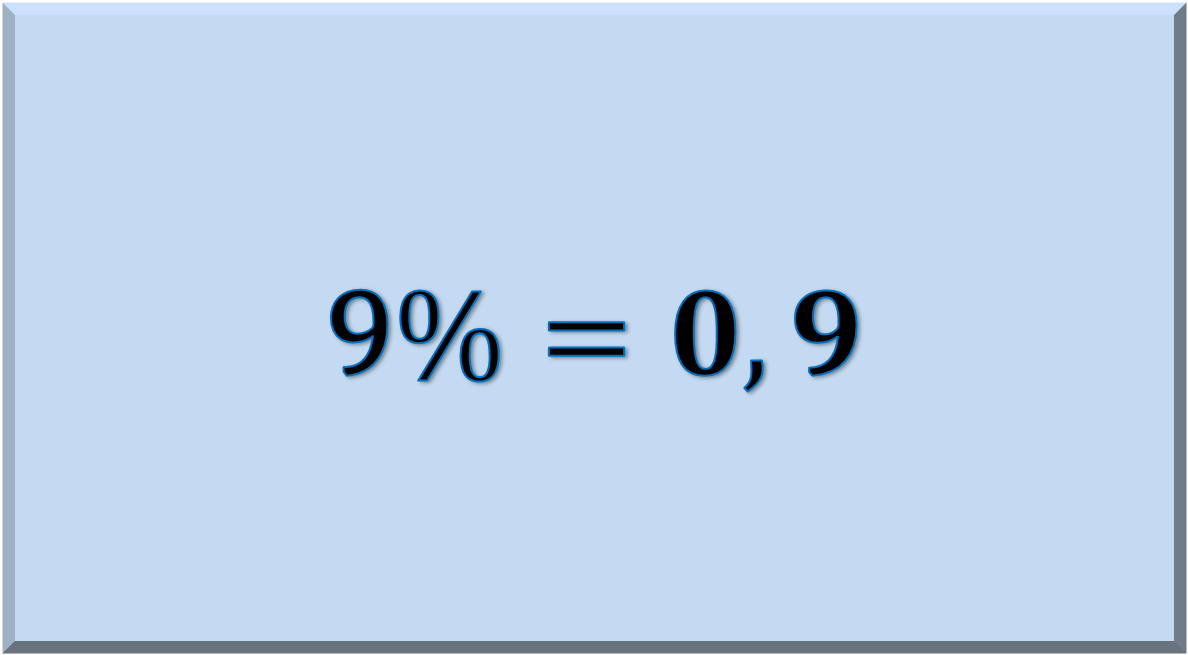 9% = 0, 9